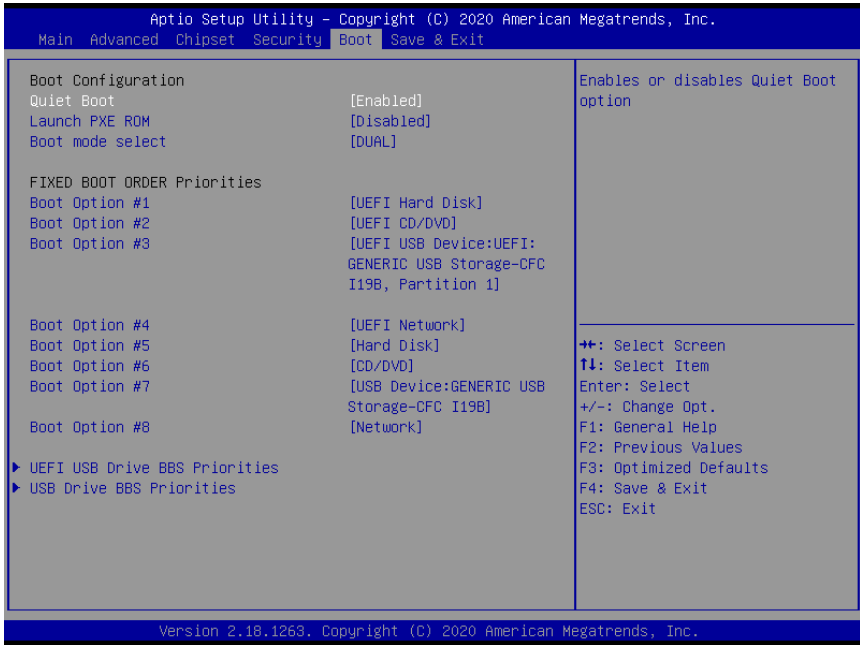 Aptio Setup Utility – Copyright (C) 2020 American Megatrends, Inc.
Main Advanced Chipset Security Boot Save & Exit
Boot Configuration
Quiet Boot [Enabled]
Launch PXE ROM [Disabled]
Boot mode select [DUAL]
FIXED BOOT ORDER Priorities
Boot Option #1 [UEFI Hard Disk]
Boot Option #2 [UEFI CD/DVD]
Boot Option #3 [UEFI USB Device:UEFI:
GENERIC USB Storage-CFC
I19B, Partition 1]
Boot Option #4 [UEFI Network]
Boot Option #5 [Hard Disk]
Boot Option #6 [CD/DVD]
Boot Option #7 [USB Device:GENERIC USB
Storage-CFC I19B]
Boot Option #8 [Network]
UEFI USB Drive BBS Priorities
USB Drive BBS Priorities
Enables or disables Quiet Boot
option
→←: Select Screen
↑↓: Select Item
Enter: Select
+/-: Change Opt.
F1: General Help
F2: Previous Values
F3: Optimized Defaults
F4: Save & Exit
ESC: Exit
Version 2.18.1263. Copyright (C) 2020 American Megatrends, Inc.